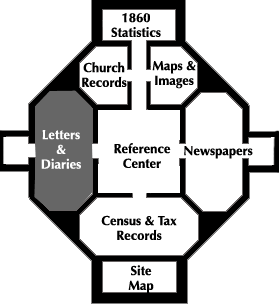 1860
Statistics
Church
Records
Maps &
Images
Letters
&
Diaries
Reference
Center
Newspapers
Census & Tax
Records
Site
Map